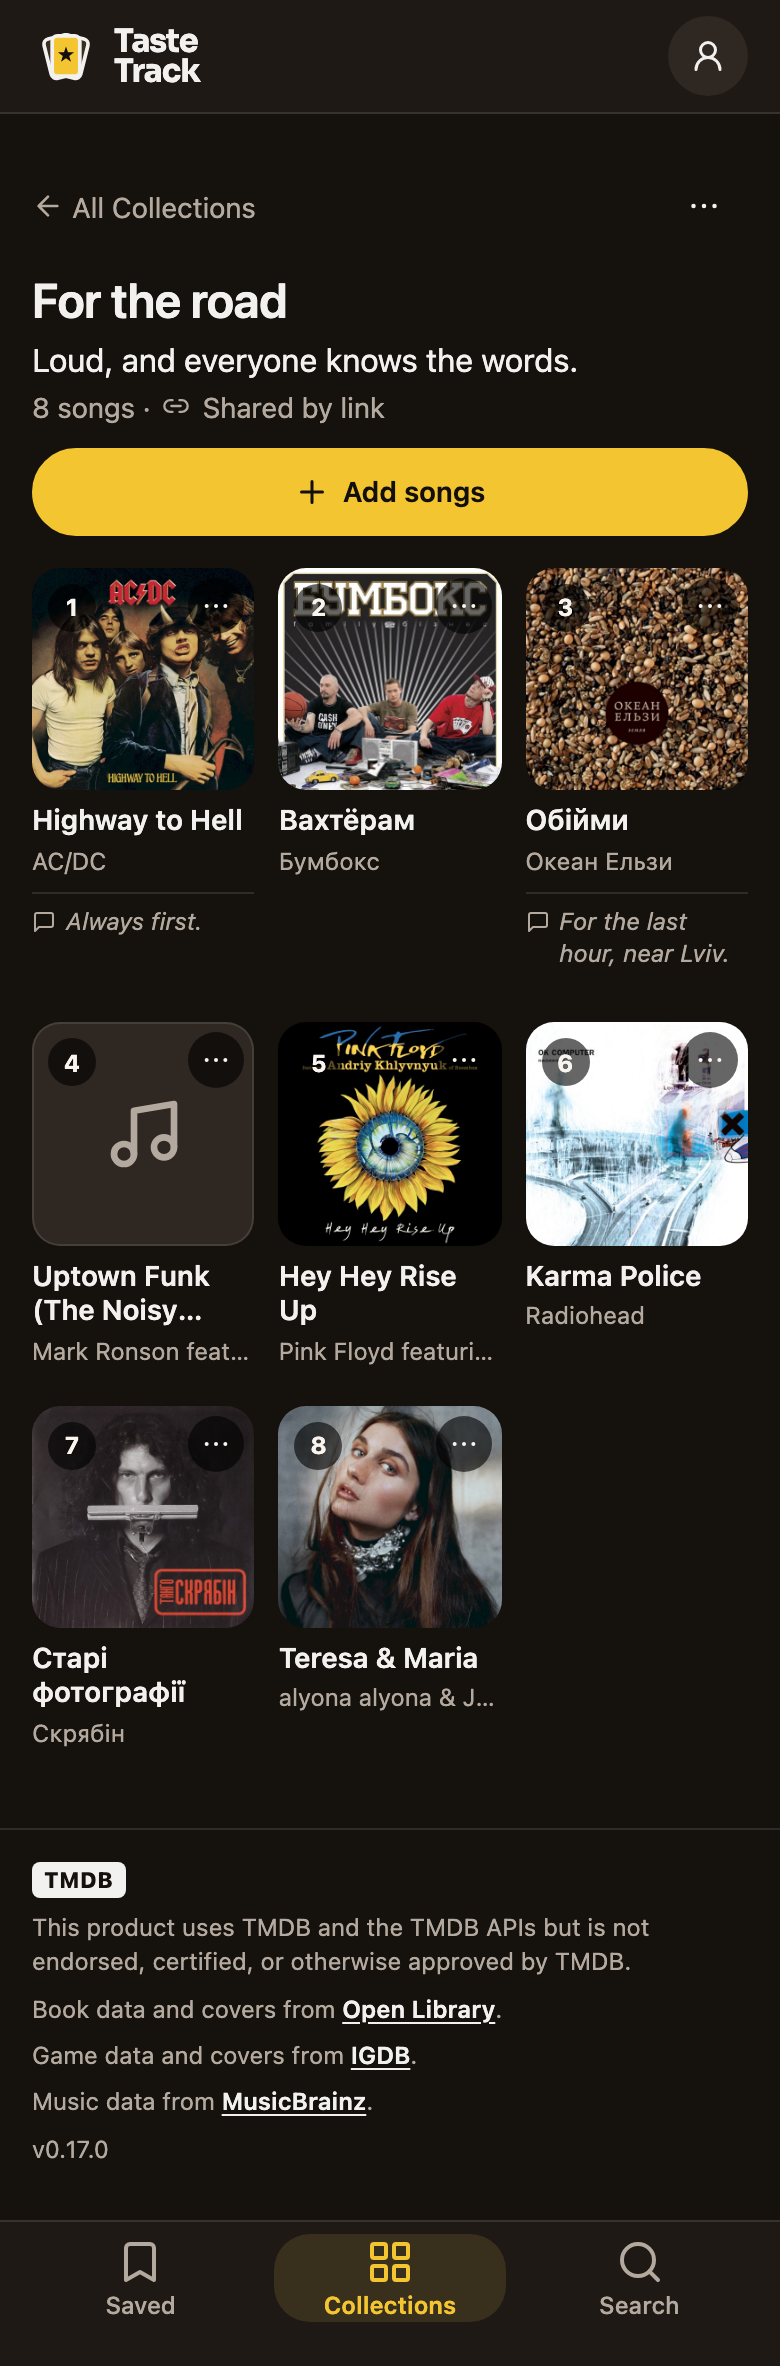 Taste
Track
All Collections
For the road
Loud, and everyone knows the words.
8 songs · Shared by link
Add songs
1
AC/DC
HIGHWAY TO HELL
Highway to Hell
AC/DC
Always first.
2
БУМБОКС
CASH
ONLY
Вахтёрам
Бумбокс
3
ОКЕАН
ЕЛЬЗИ
земля
Обійми
Океан Ельзи
For the last
hour, near Lviv.
4
Uptown Funk
(The Noisy...
Mark Ronson feat...
5
PINK FLOYD
Andriy Khlyvnyuk of Boombox
Hey Hey Rise Up
Hey Hey Rise
Up
Pink Floyd featuri...
6
OK COMPUTER
Karma Police
Radiohead
7
ТАНГО
СКРЯБІН
Старі
фотографії
Скрябін
8
Teresa & Maria
alyona alyona & J...
TMDB
This product uses TMDB and the TMDB APIs but is not
endorsed, certified, or otherwise approved by TMDB.
Book data and covers from Open Library.
Game data and covers from IGDB.
Music data from MusicBrainz.
v0.17.0
Saved
Collections
Search